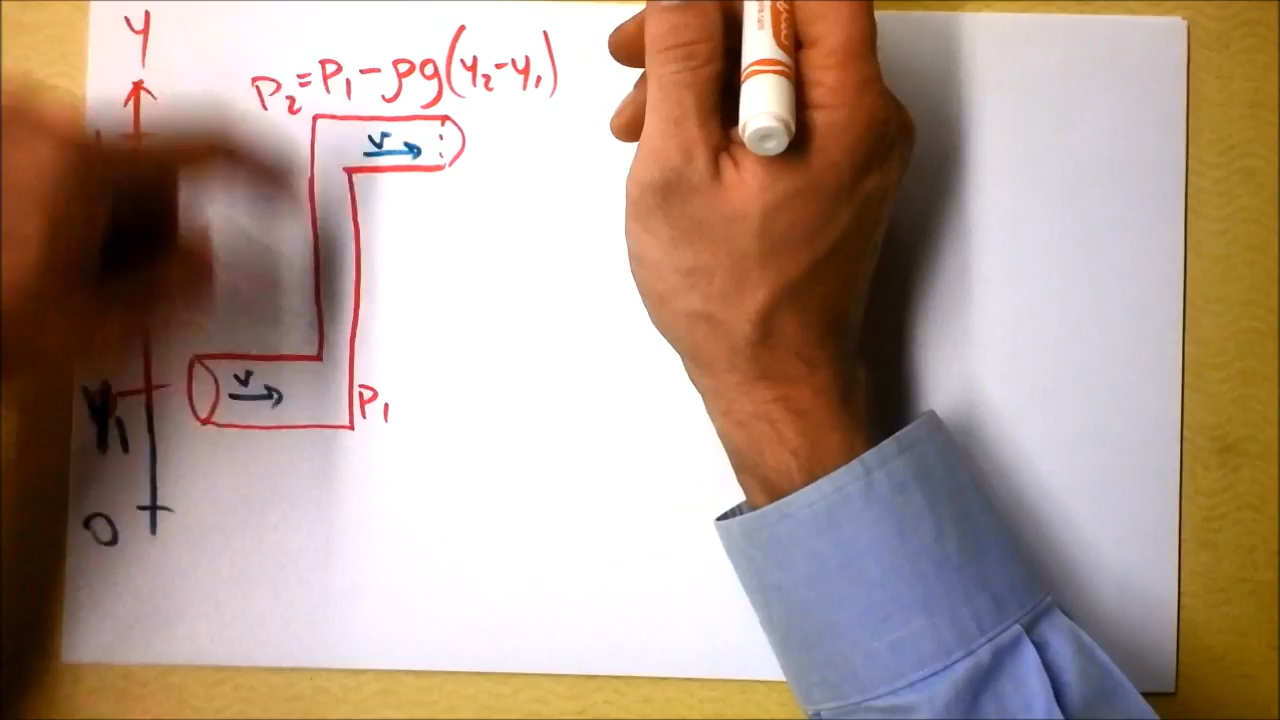 y
P₂=P₁-ρg(y₂-y₁)
v
v
y₁
P₁
0